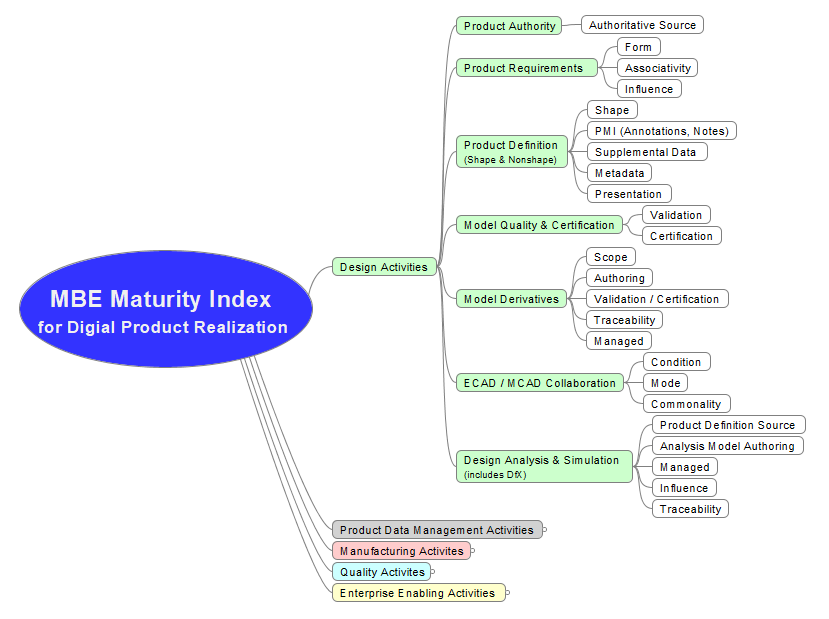 MBE Maturity Index
for Digial Product Realization
Design Activities
Product Authority
Authoritative Source
Product Requirements
Form
Associativity
Influence
Product Definition
(Shape & Nonshape)
Shape
PMI (Annotations, Notes)
Supplemental Data
Metadata
Presentation
Model Quality & Certification
Validation
Certification
Model Derivatives
Scope
Authoring
Validation / Certification
Traceability
Managed
ECAD / MCAD Collaboration
Condition
Mode
Commonality
Design Analysis & Simulation
(includes DfX)
Product Definition Source
Analysis Model Authoring
Managed
Influence
Traceability
Product Data Management Activities
Manufacturing Activites
Quality Activites
Enterprise Enabling Activities